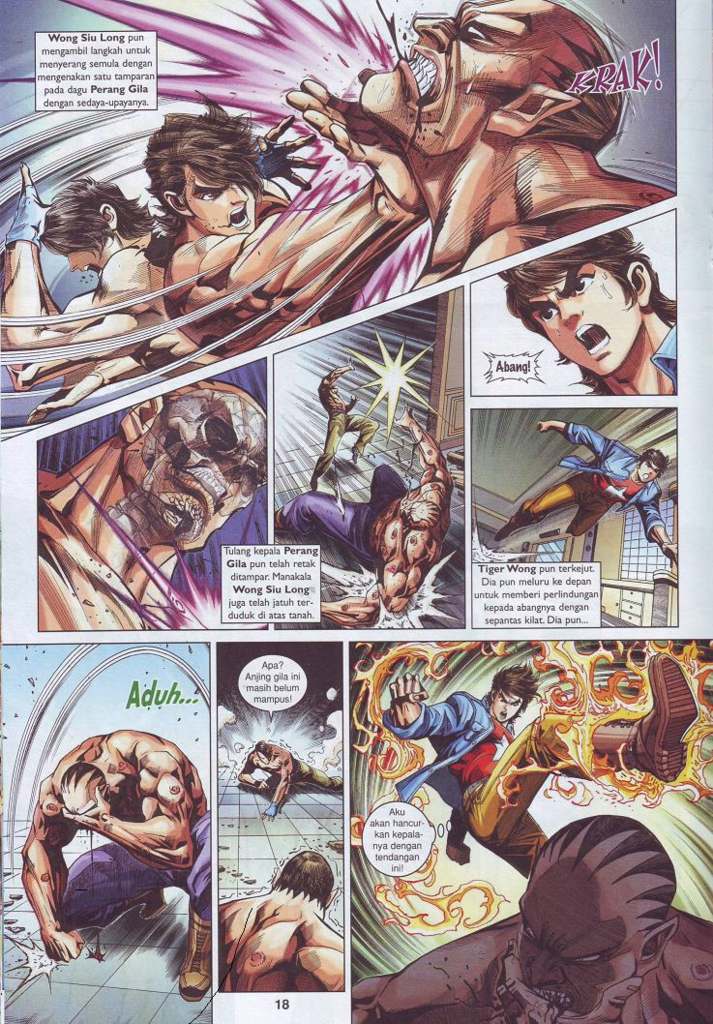 Wong Siu Long pun
mengambil langkah untuk
menyerang semula dengan
mengenakan satu tamparan
pada dagu Perang Gila
dengan sedaya-upayanya.
KRAK!
Abang!
Tulang kepala Perang
Gila pun telah retak
ditampar. Manakala
Wong Siu Long
juga telah jatuh ter-
duduk di atas tanah.
Tiger Wong pun terkejut.
Dia pun meluru ke depan
untuk memberi perlindungan
kepada abangnya dengan
sepantas kilat. Dia pun...
Aduh...
Apa?
Anjing gila ini
masih belum
mampus!
Aku
akan hancur-
kan kepala-
nya dengan
tendangan
ini!
18